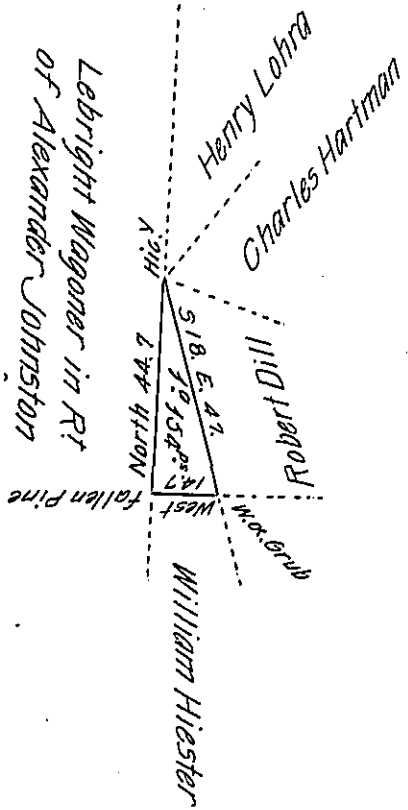 Henry Lohra
Charles Hartman
Robert Dill
Lebright Wagoner in Rt
of Alexander Johnston
Hic.y
North 44.7
S 18. E. 47.
1a. 154ps.
West
14.7
W.O. Grub
fallen Pine
William Hiester